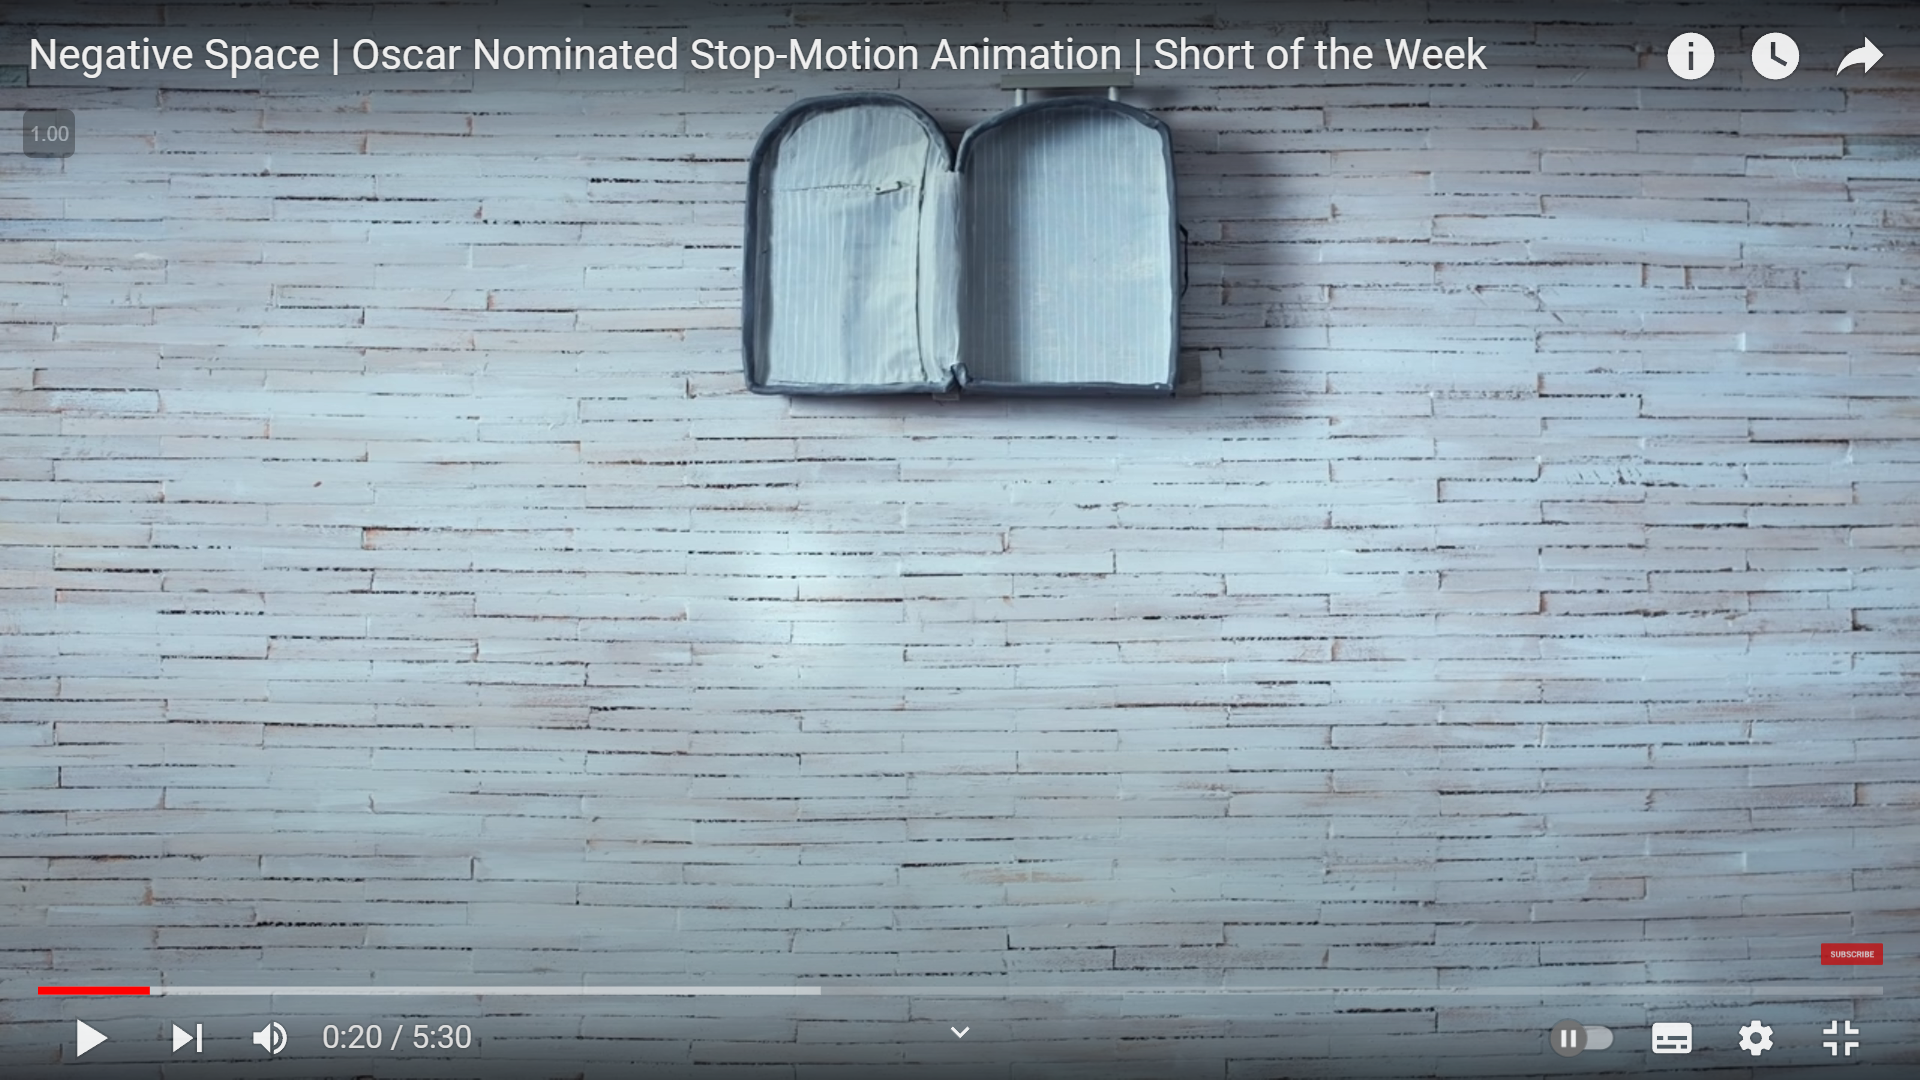 Negative Space | Oscar Nominated Stop-Motion Animation | Short of the Week
1.00
SUBSCRIBE
0:20 / 5:30